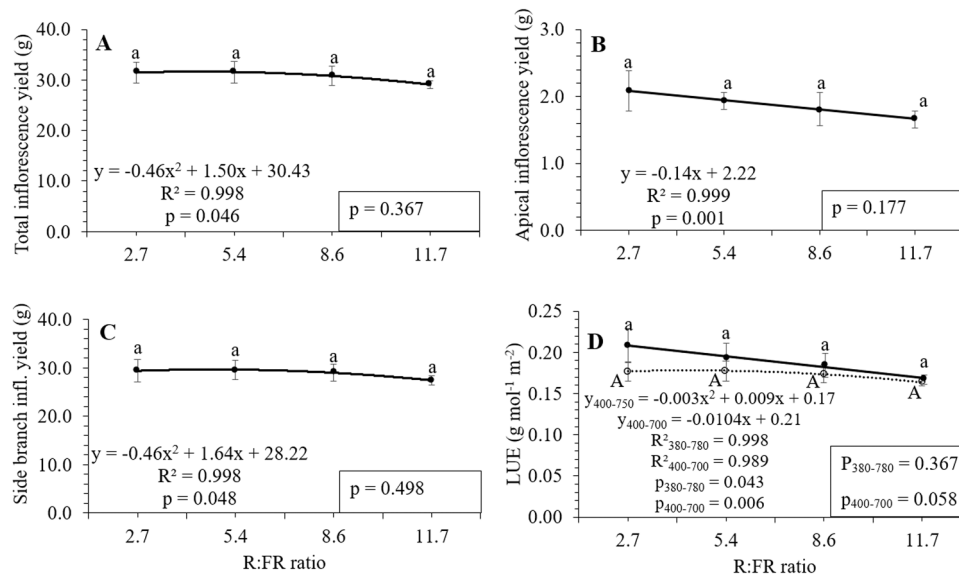 Total inflorescence yield (g)
40.0
30.0
20.0
10.0
0.0
A
a a a a
y = -0.46x² + 1.50x + 30.43
R² = 0.998
p = 0.046
p = 0.367
2.7 5.4 8.6 11.7
Apical inflorescence yield (g)
3.0
2.0
1.0
0.0
B
a a a a
y = -0.14x + 2.22
R² = 0.999
p = 0.001
p = 0.177
2.7 5.4 8.6 11.7
Side branch infl. yield (g)
40.0
30.0
20.0
10.0
0.0
C
a a a a
y = -0.46x² + 1.64x + 28.22
R² = 0.998
p = 0.048
p = 0.498
2.7 5.4 8.6 11.7
R:FR ratio
LUE (g mol⁻¹ m⁻²)
0.25
0.20
0.15
0.10
0.05
0.00
D
a a a a
A A A A
y₄₀₀₋₇₅₀ = -0.003x² + 0.009x + 0.17
y₄₀₀₋₇₀₀ = -0.0104x + 0.21
R²₃₈₀₋₇₈₀ = 0.998
R²₄₀₀₋₇₀₀ = 0.989
p₃₈₀₋₇₈₀ = 0.043
p₄₀₀₋₇₀₀ = 0.006
P₃₈₀₋₇₈₀ = 0.367
p₄₀₀₋₇₀₀ = 0.058
2.7 5.4 8.6 11.7
R:FR ratio